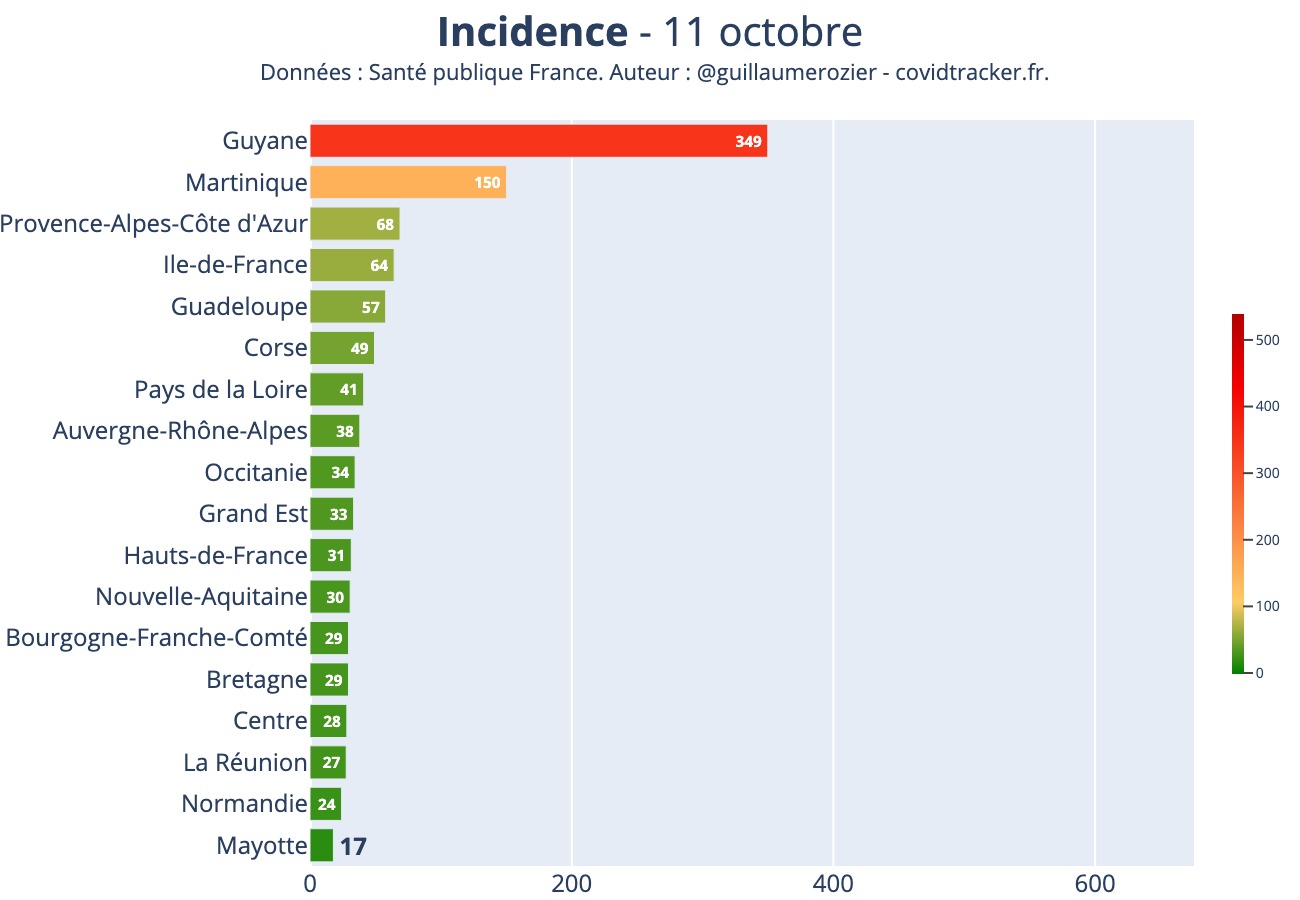 Incidence - 11 octobre
Données : Santé publique France. Auteur : @guillaumerozier - covidtracker.fr.
Guyane 349
Martinique 150
Provence-Alpes-Côte d'Azur 68
Ile-de-France 64
Guadeloupe 57
Corse 49
Pays de la Loire 41
Auvergne-Rhône-Alpes 38
Occitanie 34
Grand Est 33
Hauts-de-France 31
Nouvelle-Aquitaine 30
Bourgogne-Franche-Comté 29
Bretagne 29
Centre 28
La Réunion 27
Normandie 24
Mayotte 17
0 200 400 600
500
400
300
200
100
0